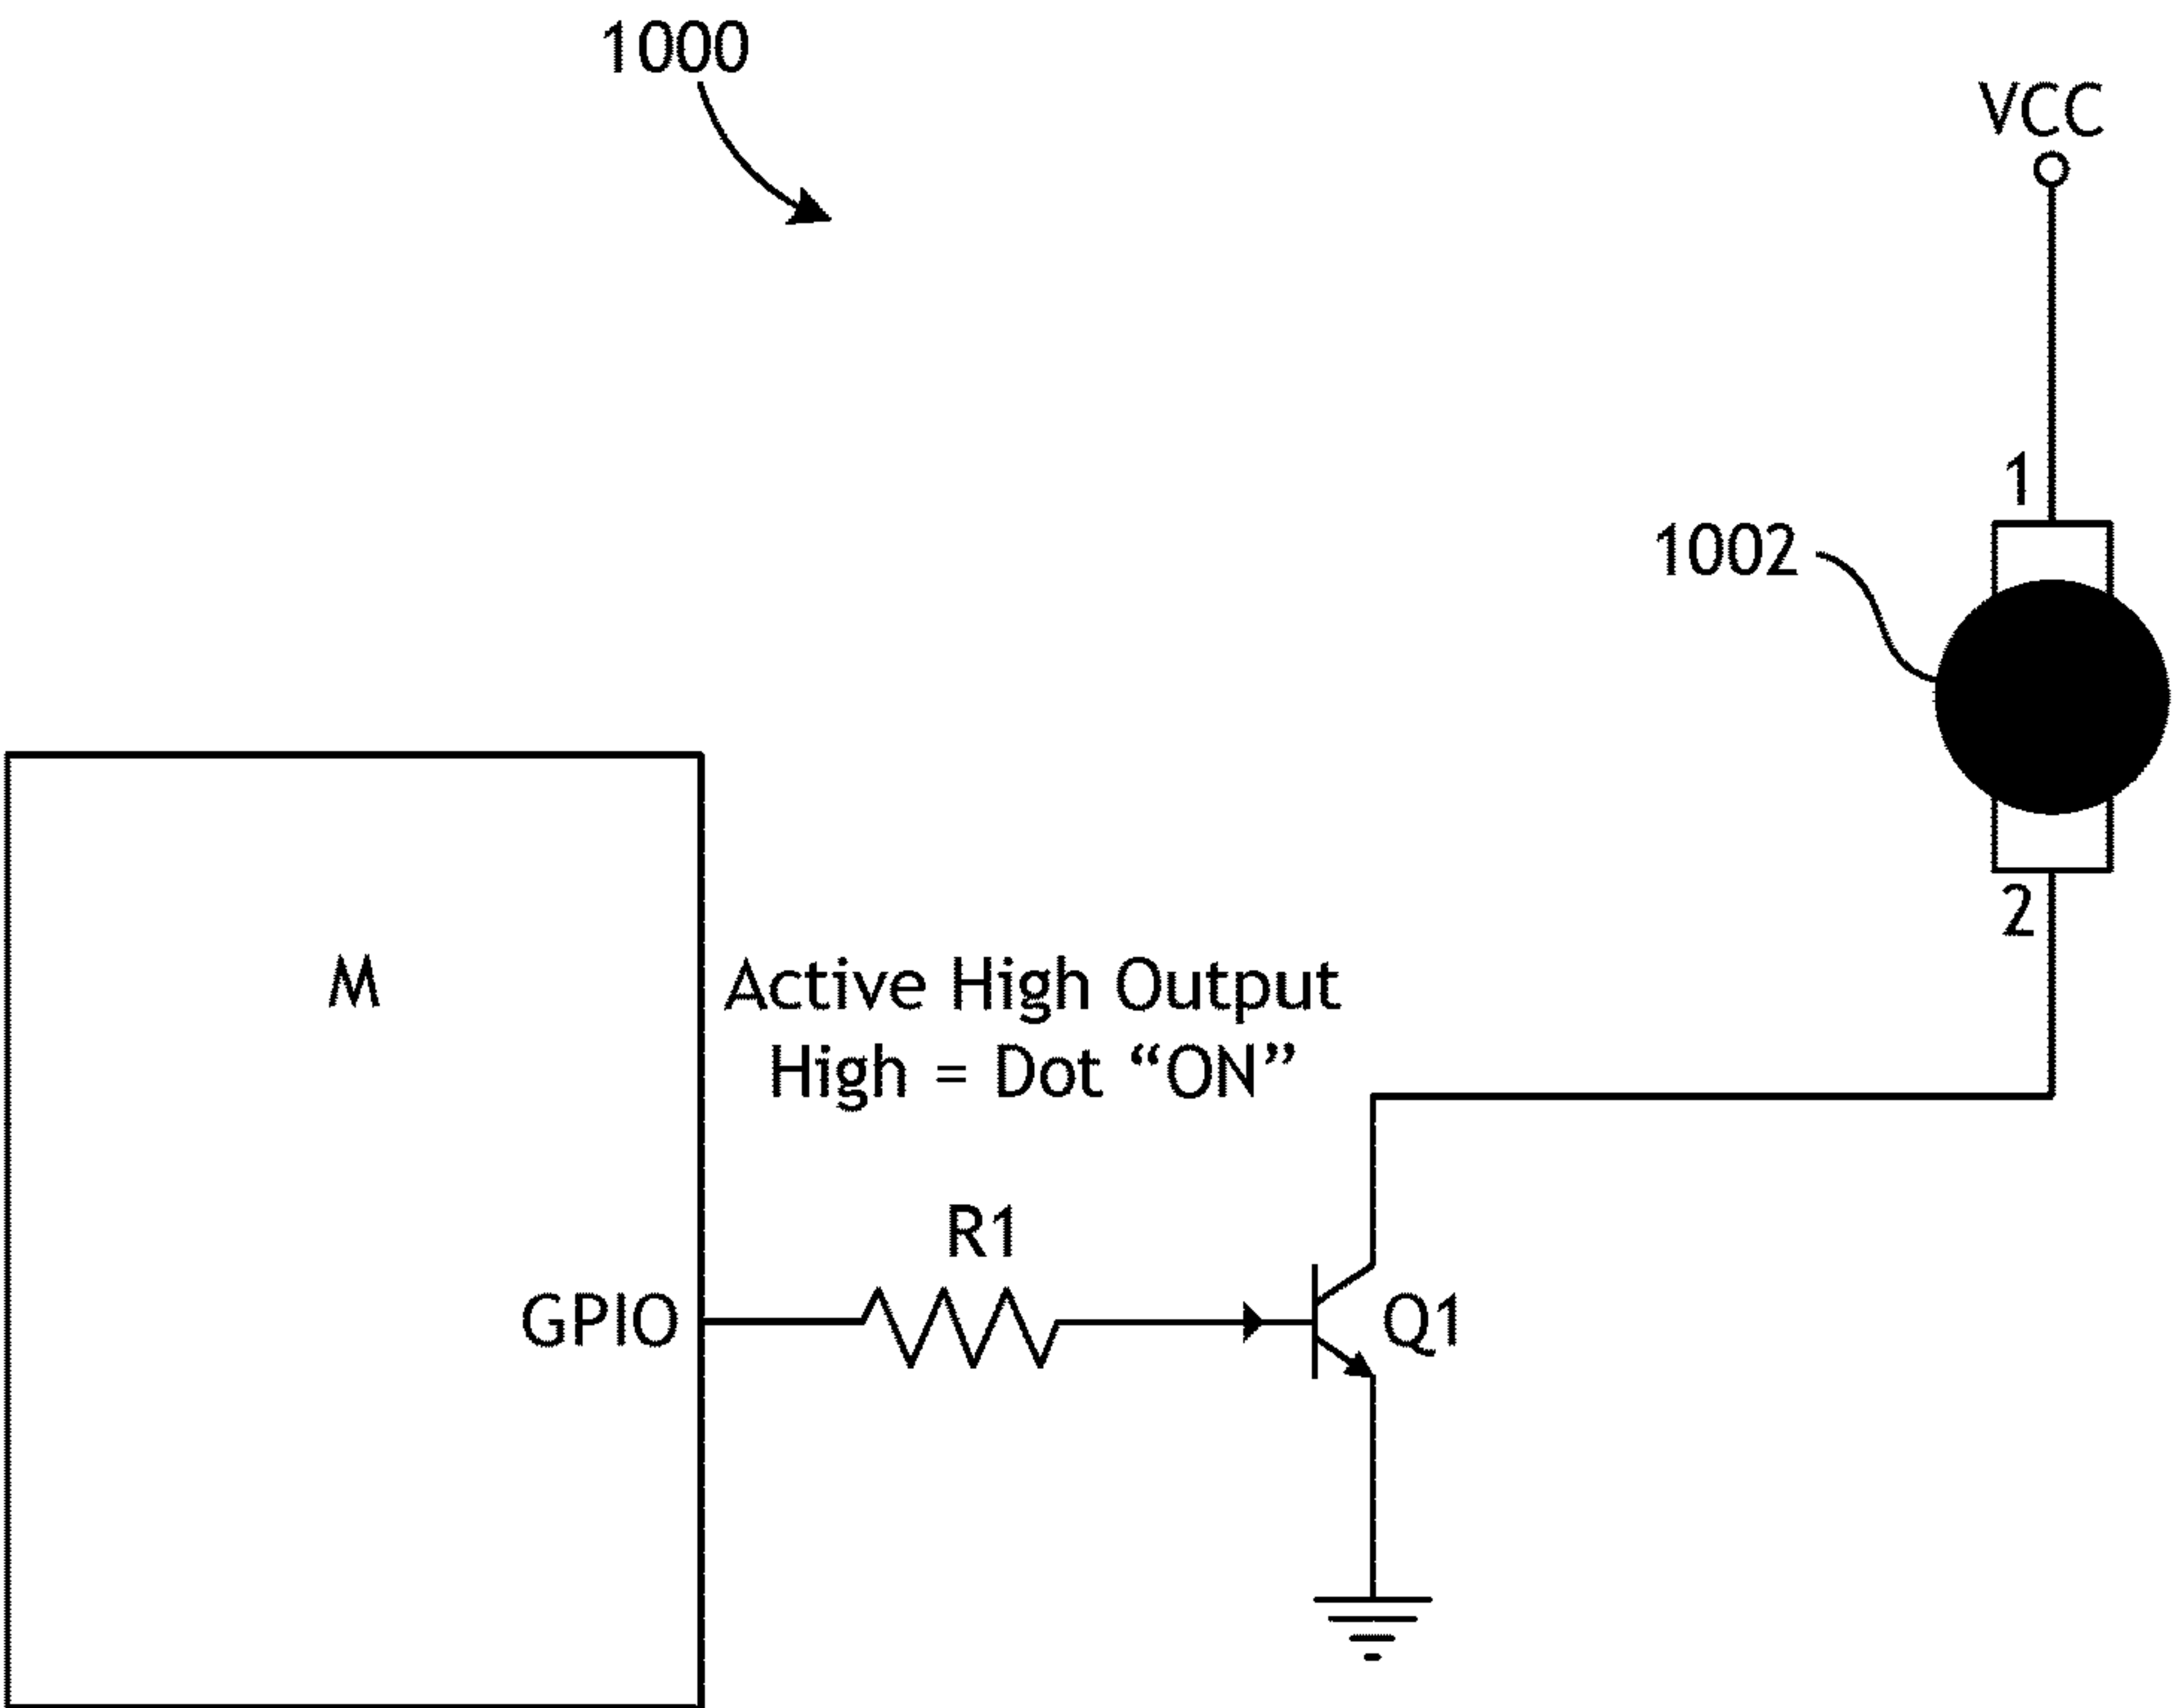 1000
VCC
1
1002
2
M
Active High Output
High = Dot “ON”
R1
GPIO
Q1